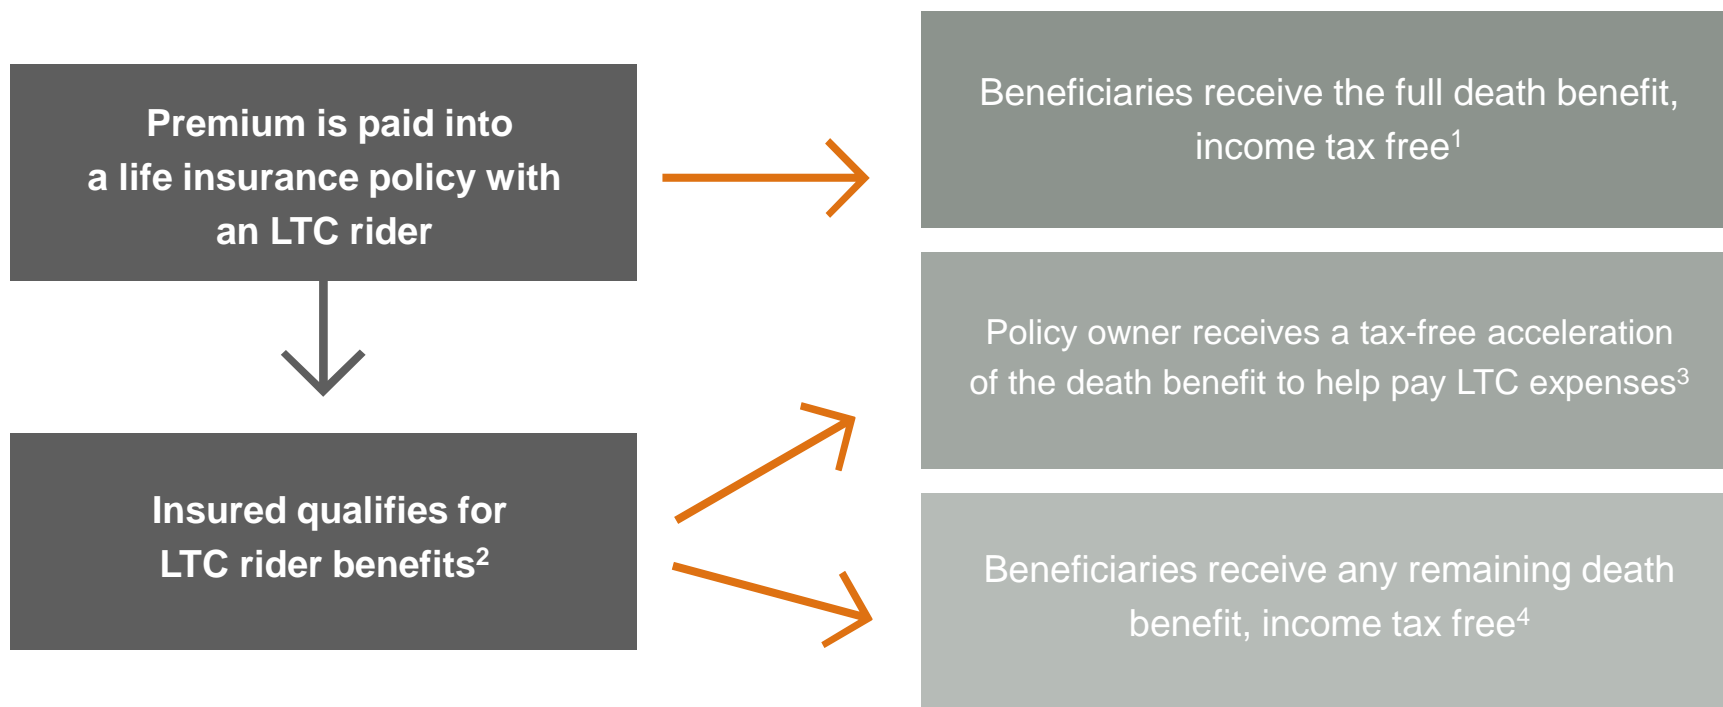 Premium is paid into
a life insurance policy with
an LTC rider
Beneficiaries receive the full death benefit,
income tax free¹
Policy owner receives a tax-free acceleration
of the death benefit to help pay LTC expenses³
Insured qualifies for
LTC rider benefits²
Beneficiaries receive any remaining death
benefit, income tax free⁴